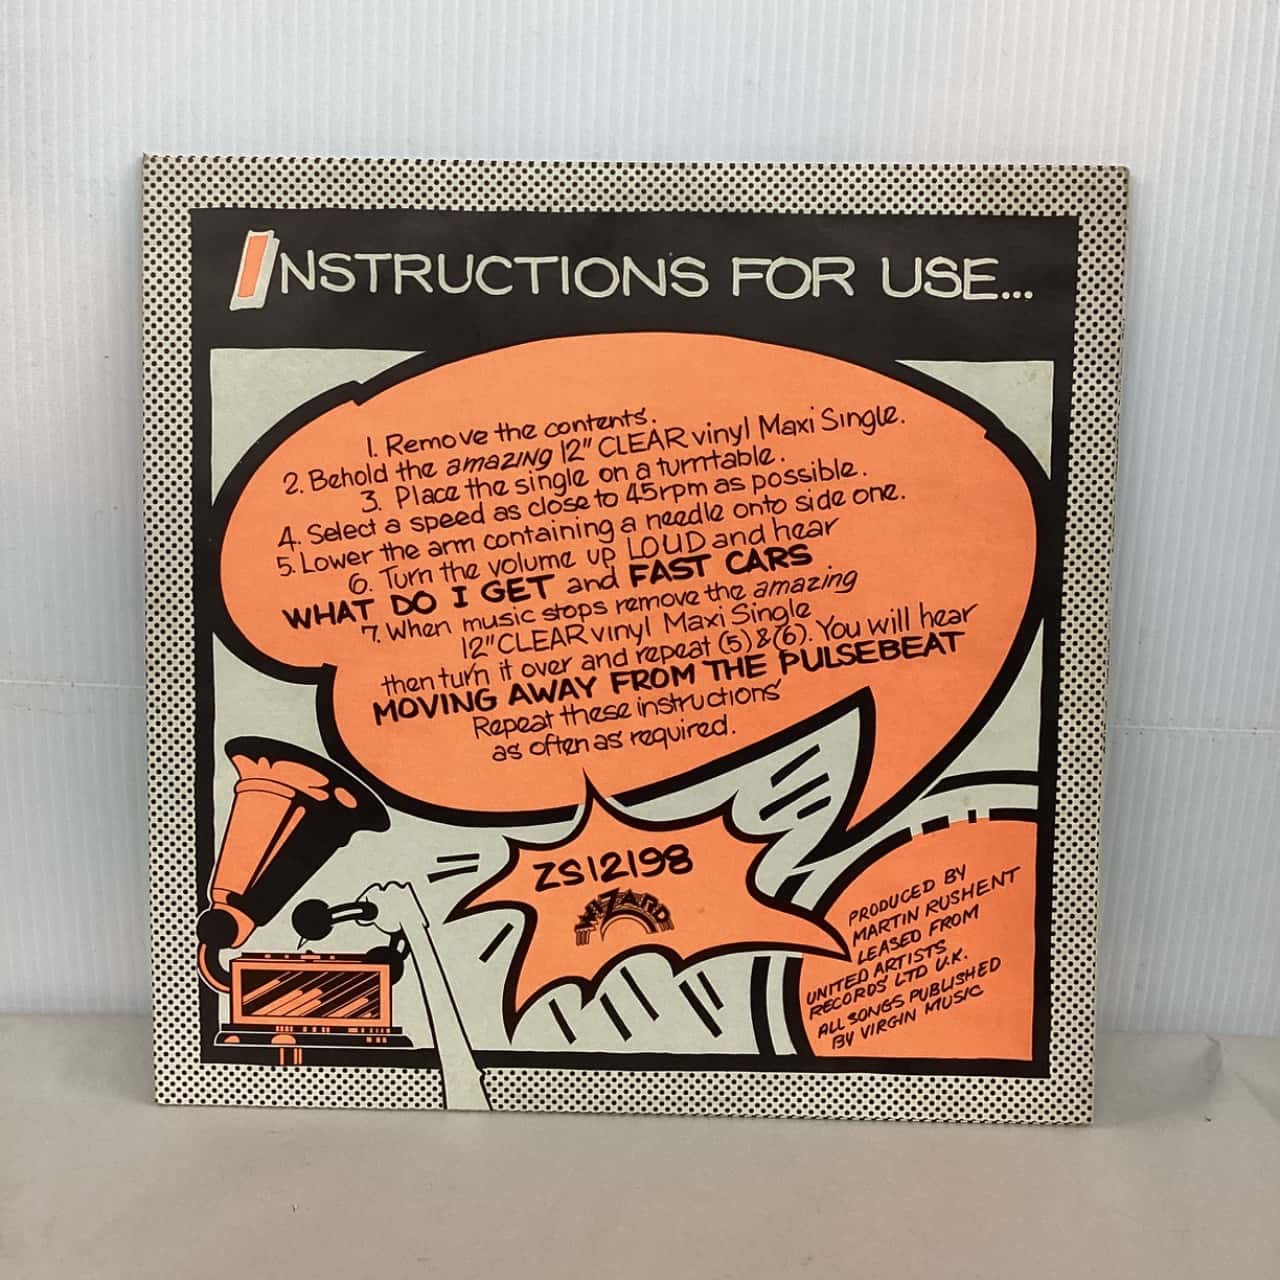 INSTRUCTIONS FOR USE...
1. Remove the contents.
2. Behold the amazing 12" CLEAR vinyl Maxi Single.
3. Place the single on a turntable.
4. Select a speed as close to 45rpm as possible.
5. Lower the arm containing a needle onto side one.
6. Turn the volume up LOUD and hear
WHAT DO I GET and FAST CARS
7. When music stops remove the amazing
12" CLEAR vinyl Maxi Single
then turn it over and repeat (5) & (6). You will hear
MOVING AWAY FROM THE PULSEBEAT
Repeat these instructions
as often as required.
ZS12198
WIZARD
PRODUCED BY
MARTIN RUSHENT
LEASED FROM
UNITED ARTISTS
RECORDS LTD U.K.
ALL SONGS PUBLISHED
BY VIRGIN MUSIC